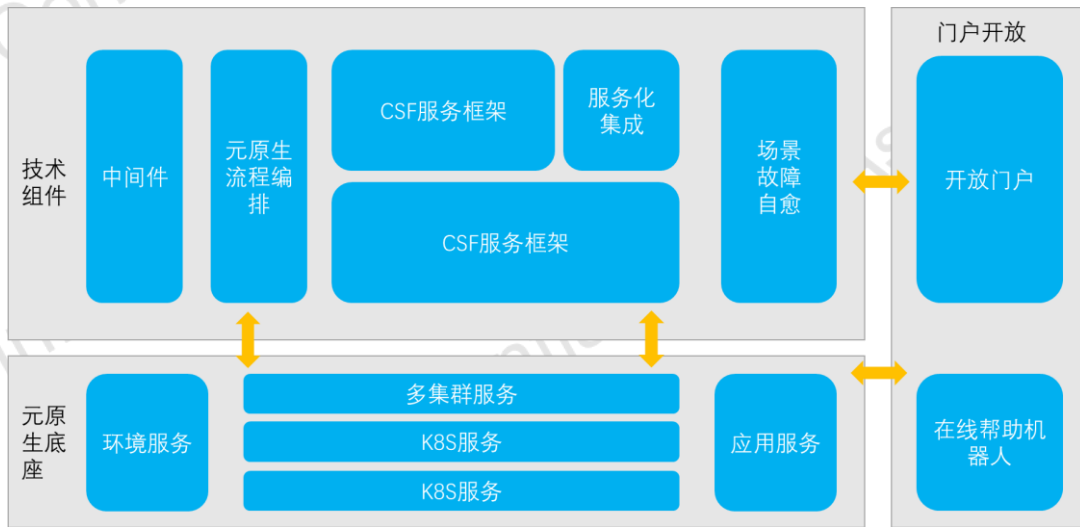 技术
组件
中间件
元原生
流程编
排
CSF服务框架
服务化
集成
CSF服务框架
场景
故障
自愈
门户开放
开放门户
元原
生底
座
环境服务
多集群服务
K8S服务
K8S服务
应用服务
在线帮助机
器人